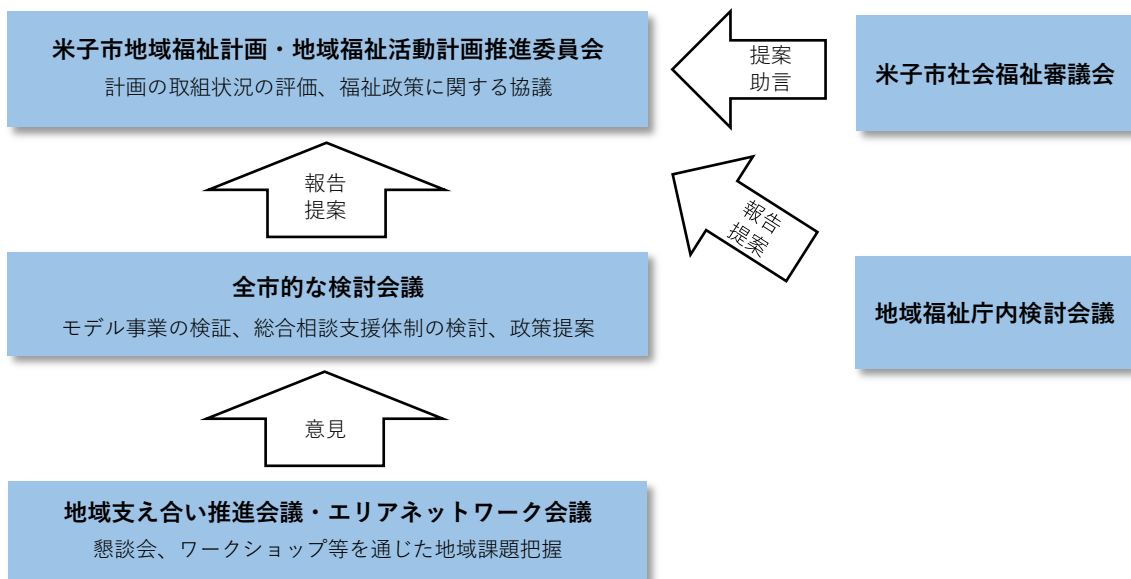 米子市地域福祉計画・地域福祉活動計画推進委員会
計画の取組状況の評価、福祉政策に関する協議
提案
助言
米子市社会福祉審議会
報告
提案
報告
提案
全市的な検討会議
モデル事業の検証、総合相談支援体制の検討、政策提案
地域福祉庁内検討会議
意見
地域支え合い推進会議・エリアネットワーク会議
懇談会、ワークショップ等を通じた地域課題把握